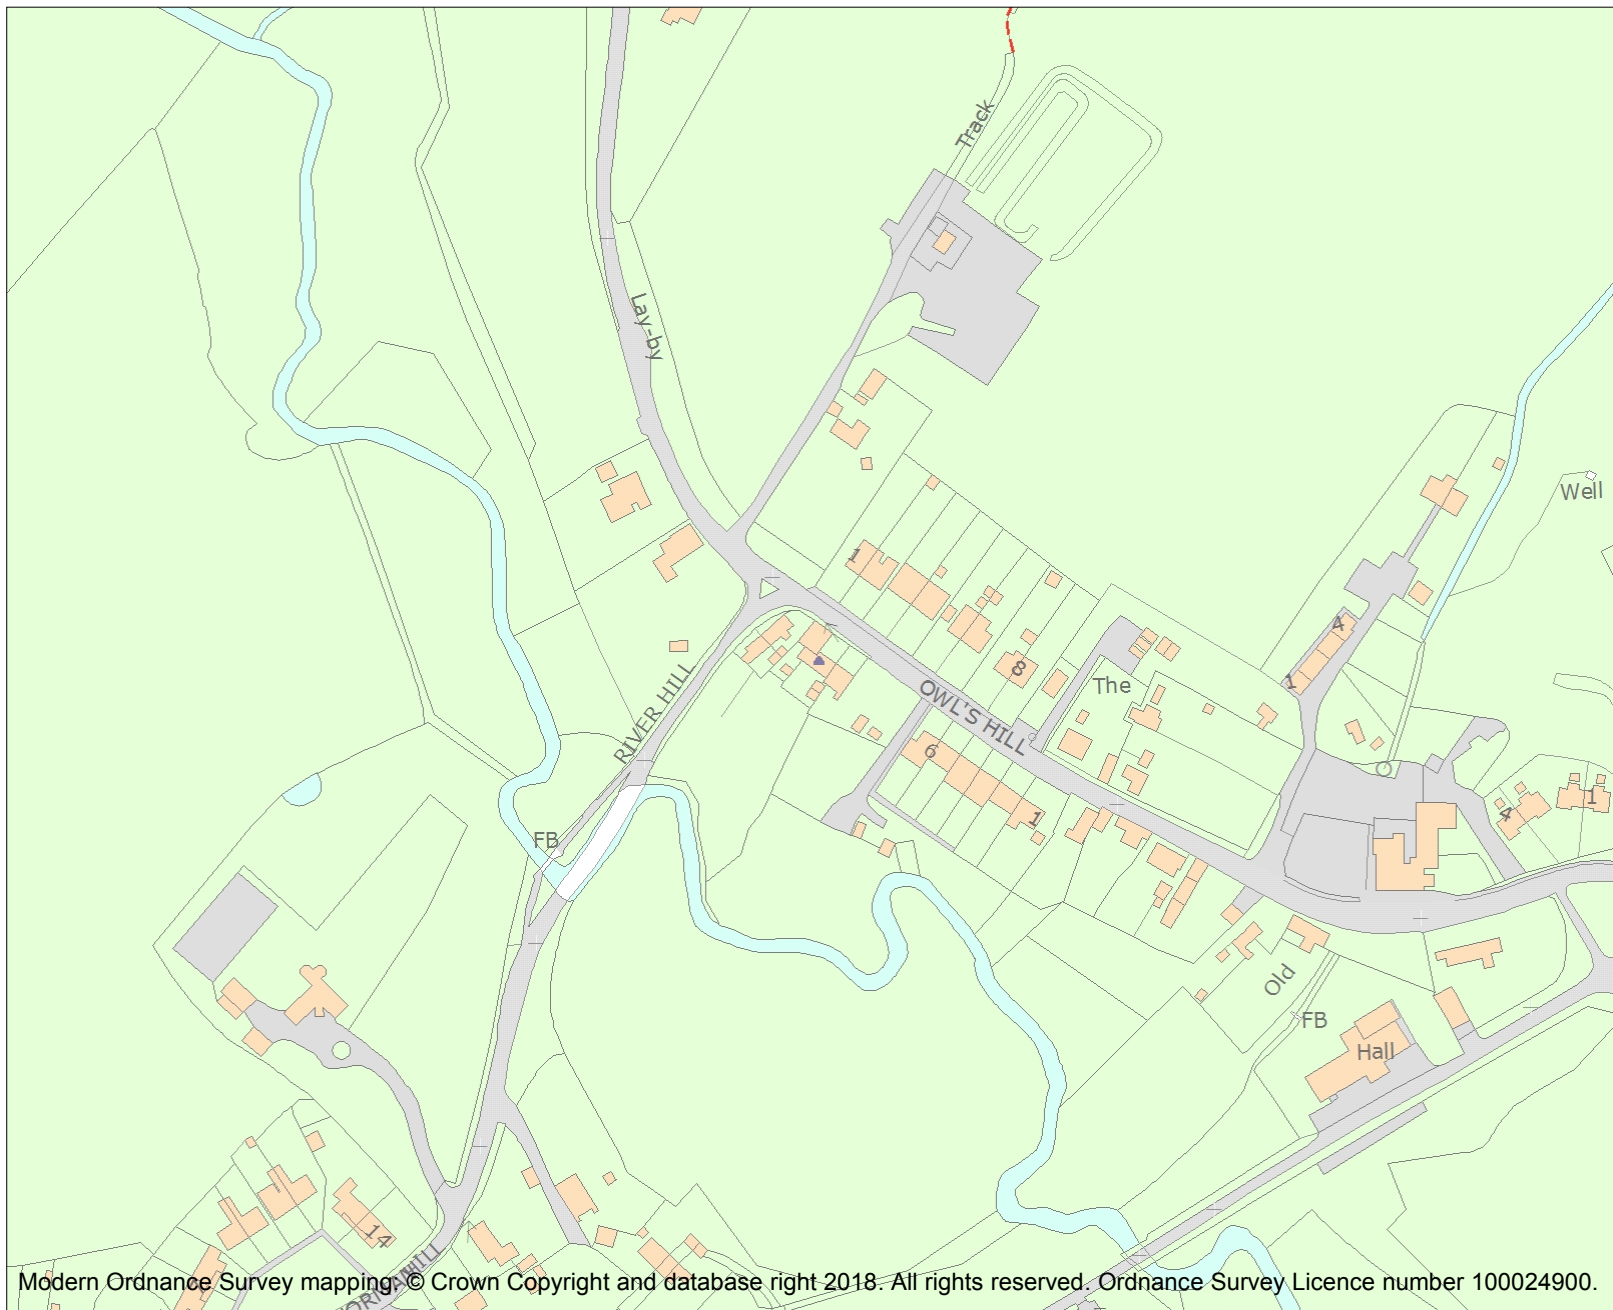 Track
Lay-by
Well
1
4
8
The
1
RIVER HILL
OWL'S HILL
6
1
4
1
FB
Old
FB
Hall
14
Modern Ordnance Survey mapping. © Crown Copyright and database right 2018. All rights reserved. Ordnance Survey Licence number 100024900.